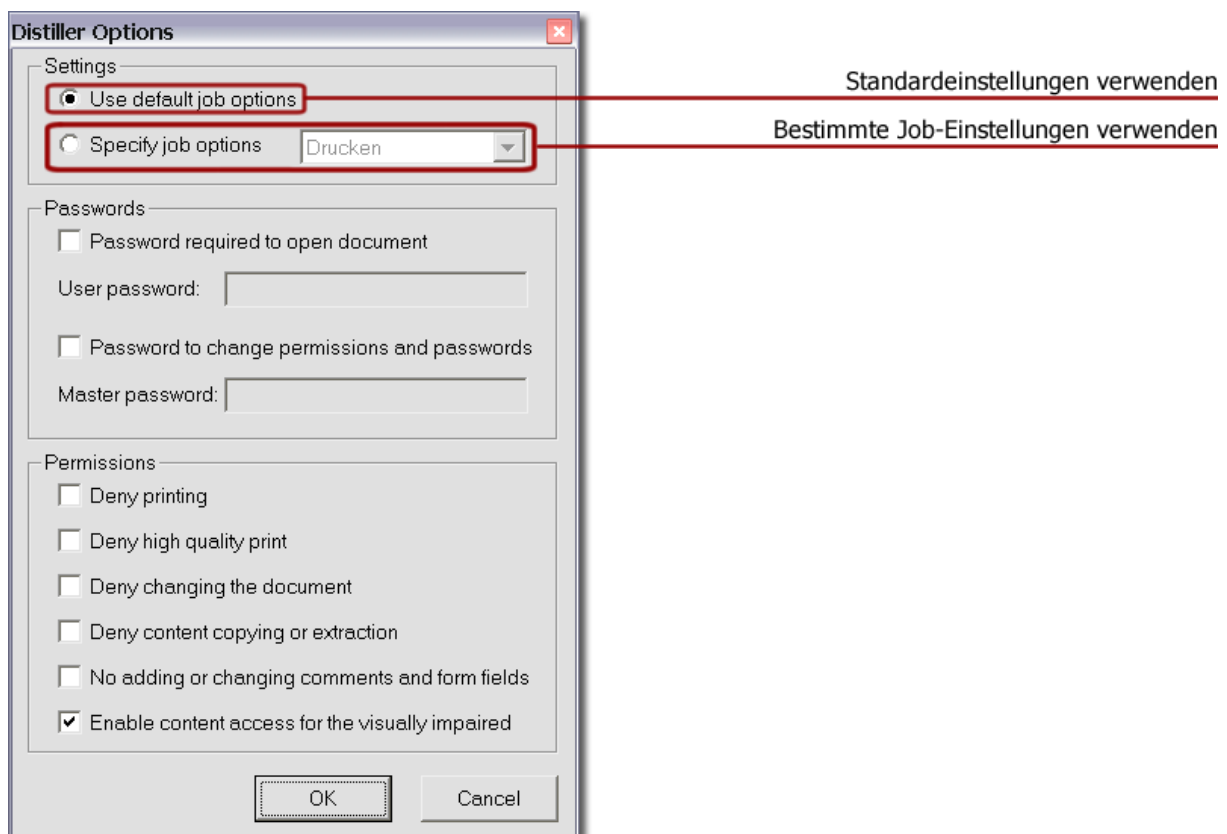 Distiller Options
Settings
Use default job options
Standardeinstellungen verwenden
Specify job options Drucken
Bestimmte Job-Einstellungen verwenden
Passwords
Password required to open document
User password:
Password to change permissions and passwords
Master password:
Permissions
Deny printing
Deny high quality print
Deny changing the document
Deny content copying or extraction
No adding or changing comments and form fields
Enable content access for the visually impaired
OK Cancel